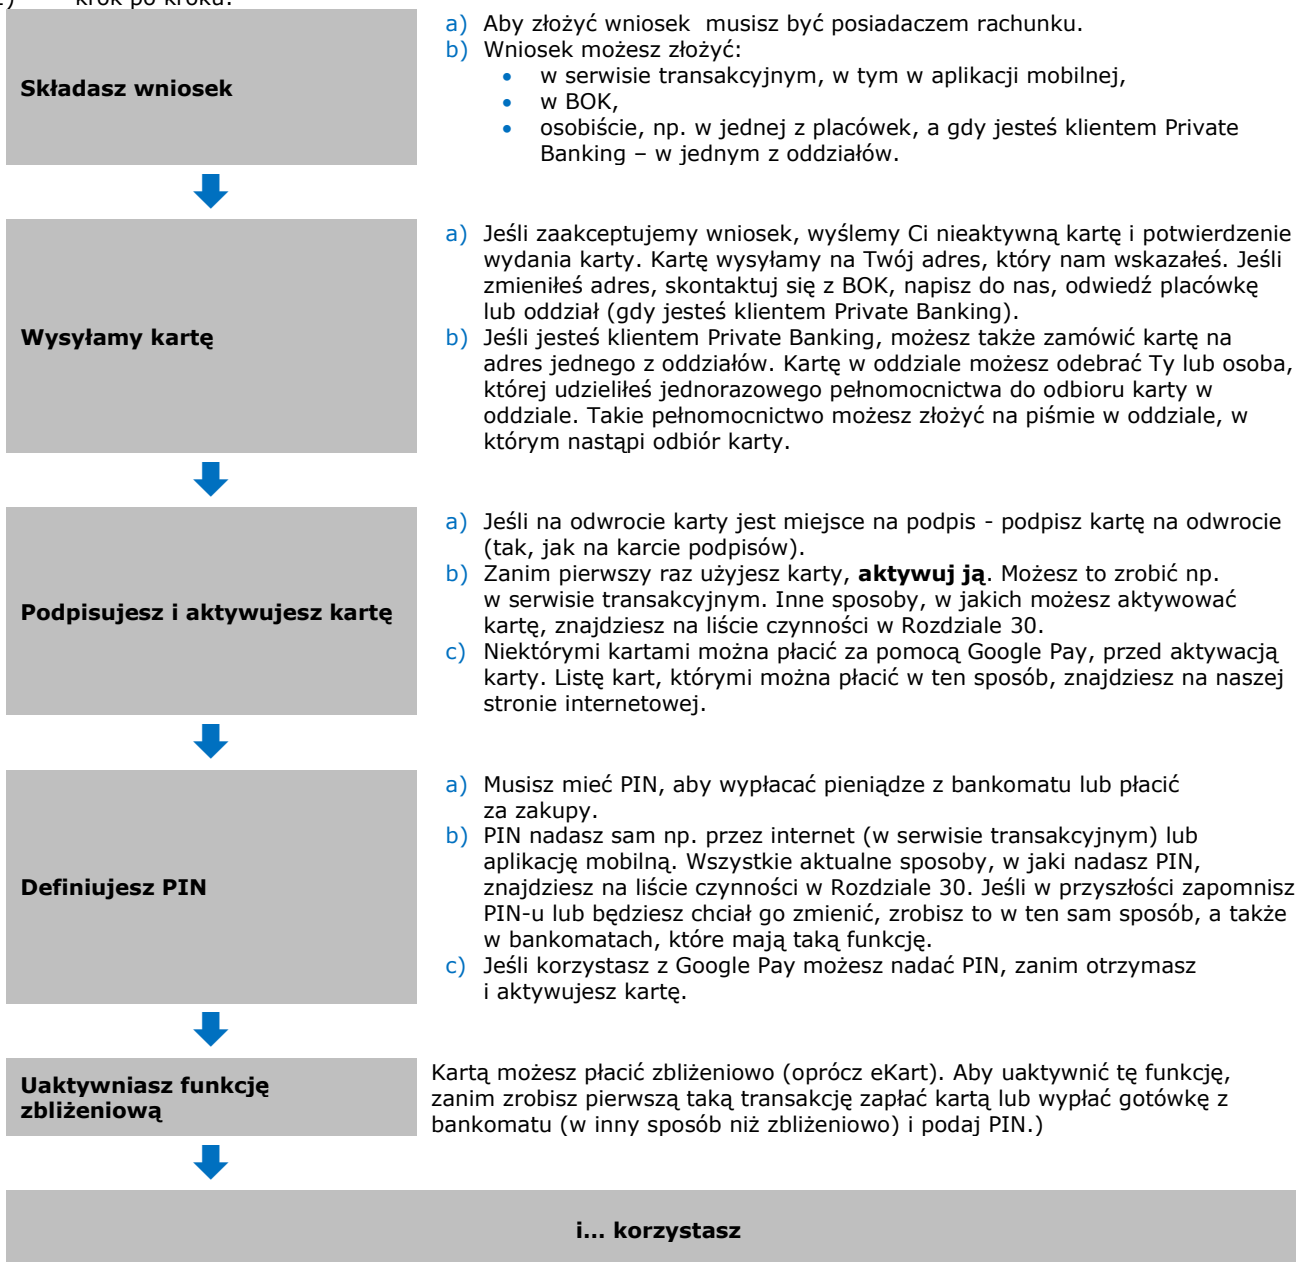 krok po kroku:
a) Aby złożyć wniosek  musisz być posiadaczem rachunku.
b) Wniosek możesz złożyć:
• w serwisie transakcyjnym, w tym w aplikacji mobilnej,
• w BOK,
• osobiście, np. w jednej z placówek, a gdy jesteś klientem Private
Banking – w jednym z oddziałów.
Składasz wniosek
a) Jeśli zaakceptujemy wniosek, wyślemy Ci nieaktywną kartę i potwierdzenie
wydania karty. Kartę wysyłamy na Twój adres, który nam wskazałeś. Jeśli
zmieniłeś adres, skontaktuj się z BOK, napisz do nas, odwiedź placówkę
lub oddział (gdy jesteś klientem Private Banking).
b) Jeśli jesteś klientem Private Banking, możesz także zamówić kartę na
adres jednego z oddziałów. Kartę w oddziale możesz odebrać Ty lub osoba,
której udzieliłeś jednorazowego pełnomocnictwa do odbioru karty w
oddziale. Takie pełnomocnictwo możesz złożyć na piśmie w oddziale, w
którym nastąpi odbiór karty.
Wysyłamy kartę
a) Jeśli na odwrocie karty jest miejsce na podpis - podpisz kartę na odwrocie
(tak, jak na karcie podpisów).
b) Zanim pierwszy raz użyjesz karty, aktywuj ją. Możesz to zrobić np.
w serwisie transakcyjnym. Inne sposoby, w jakich możesz aktywować
kartę, znajdziesz na liście czynności w Rozdziale 30.
c) Niektórymi kartami można płacić za pomocą Google Pay, przed aktywacją
karty. Listę kart, którymi można płacić w ten sposób, znajdziesz na naszej
stronie internetowej.
Podpisujesz i aktywujesz kartę
a) Musisz mieć PIN, aby wypłacać pieniądze z bankomatu lub płacić
za zakupy.
b) PIN nadasz sam np. przez internet (w serwisie transakcyjnym) lub
aplikację mobilną. Wszystkie aktualne sposoby, w jaki nadasz PIN,
znajdziesz na liście czynności w Rozdziale 30. Jeśli w przyszłości zapomnisz
PIN-u lub będziesz chciał go zmienić, zrobisz to w ten sam sposób, a także
w bankomatach, które mają taką funkcję.
c) Jeśli korzystasz z Google Pay możesz nadać PIN, zanim otrzymasz
i aktywujesz kartę.
Definiujesz PIN
Kartą możesz płacić zbliżeniowo (oprócz eKart). Aby uaktywnić tę funkcję,
zanim zrobisz pierwszą taką transakcję zapłać kartą lub wypłać gotówkę z
bankomatu (w inny sposób niż zbliżeniowo) i podaj PIN.)
Uaktywniasz funkcję
zbliżeniową
i… korzystasz